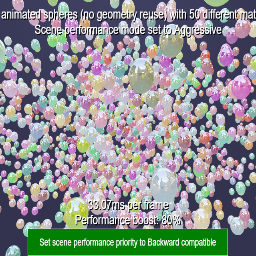 animated spheres (no geometry reuse) with 50 different mat
Scene performance mode set to Aggressive
33.07ms per frame
Performance boost: 80%
Set scene performance priority to Backward compatible